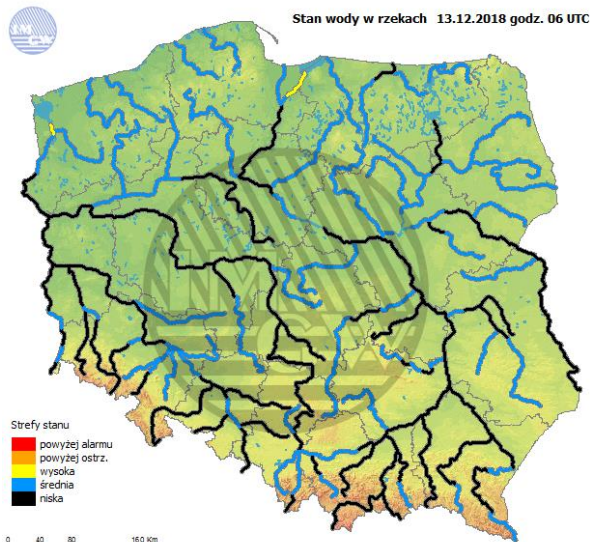 Stan wody w rzekach 13.12.2018 godz. 06 UTC
IMGW
Strefy stanu
powyżej alarmu
powyżej ostrz.
wysoka
średnia
niska
0 40 80 160 Km